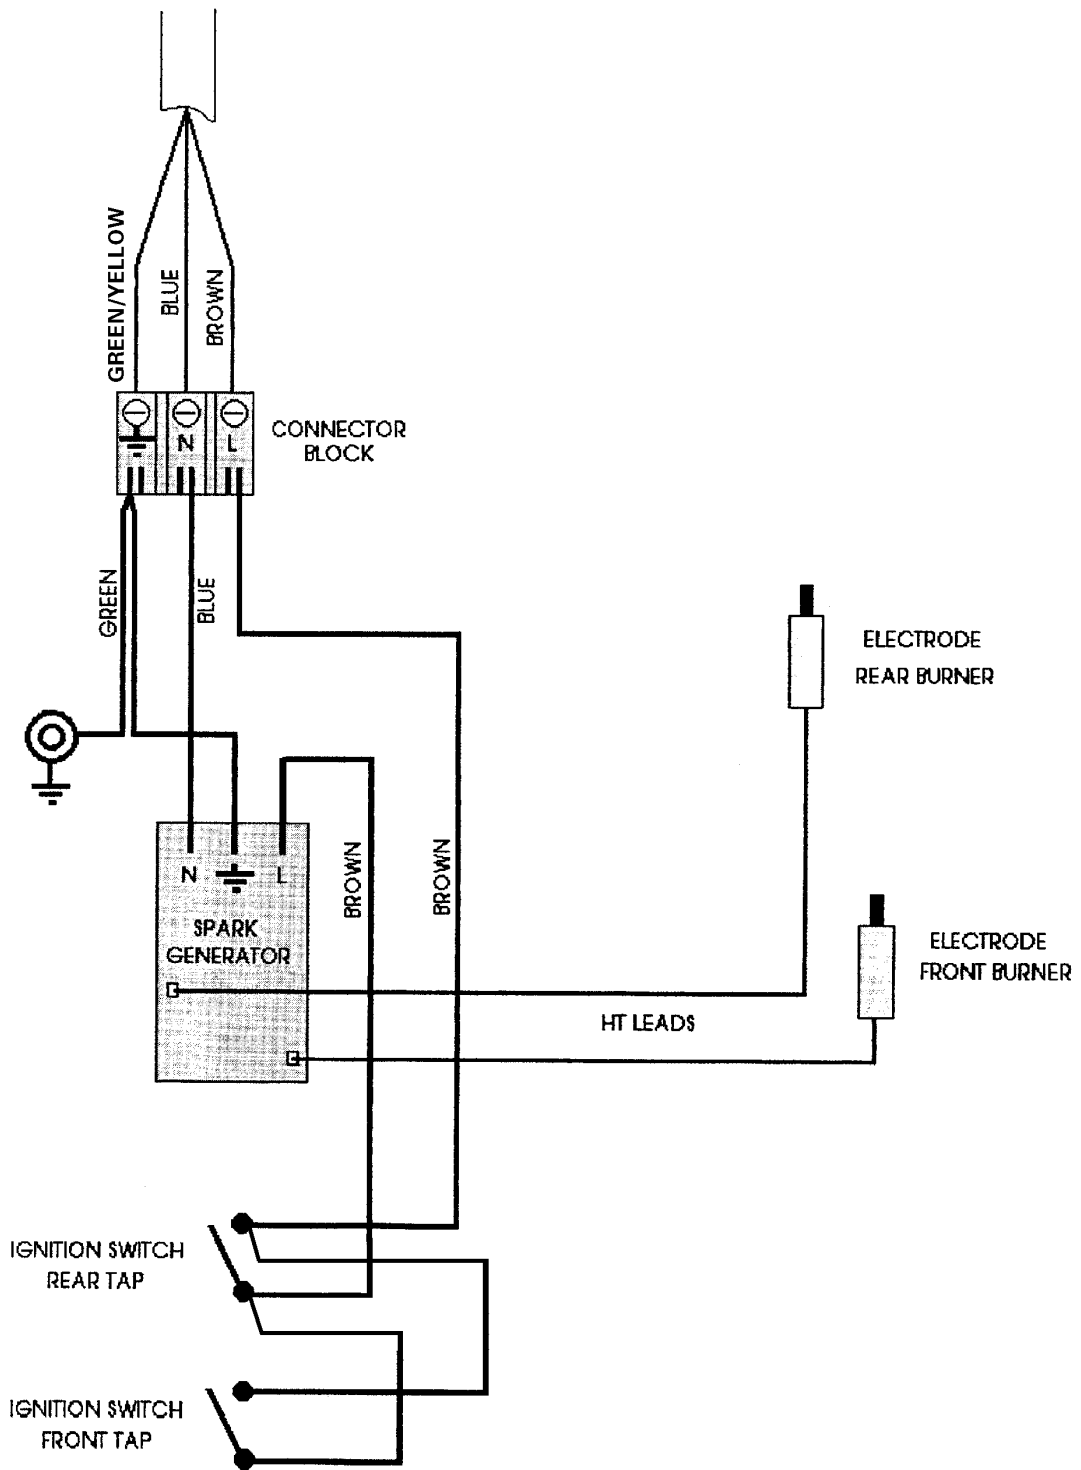 GREEN/YELLOW
BLUE
BROWN
N
L
CONNECTOR
BLOCK
GREEN
BLUE
ELECTRODE
REAR BURNER
N
L
BROWN
BROWN
SPARK
GENERATOR
ELECTRODE
FRONT BURNER
HT LEADS
IGNITION SWITCH
REAR TAP
IGNITION SWITCH
FRONT TAP